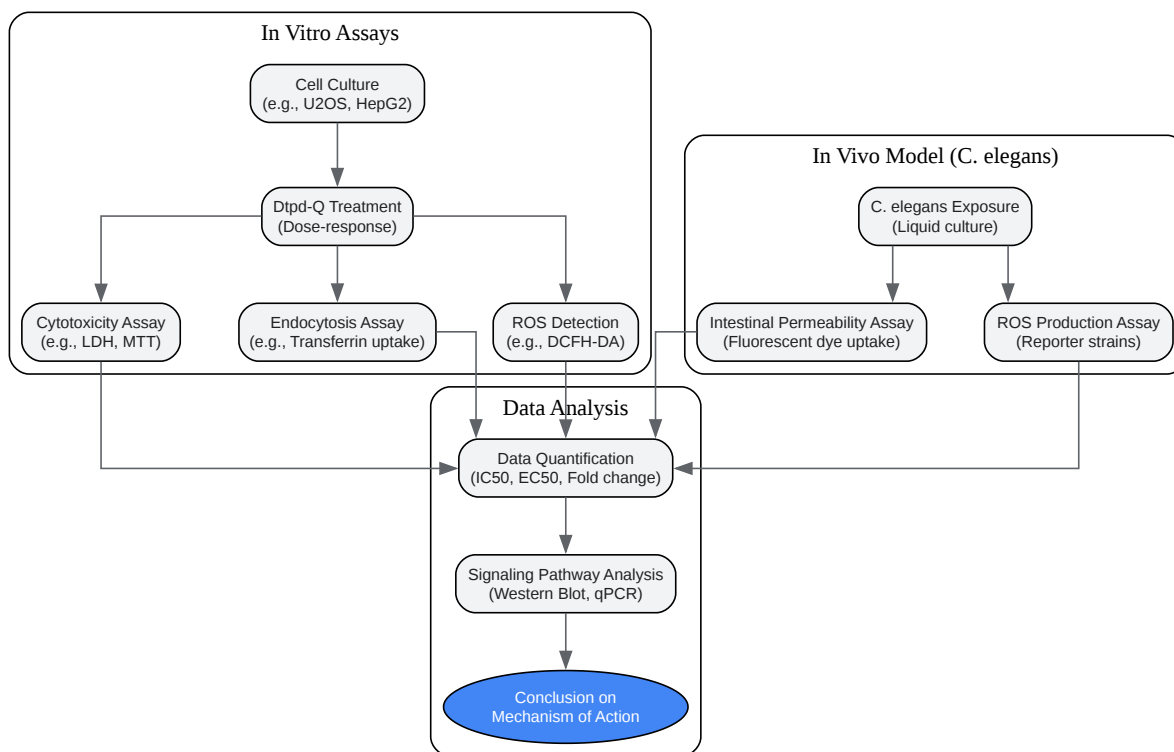 In Vitro Assays
Cell Culture
(e.g., U2OS, HepG2)
Dtpd-Q Treatment
(Dose-response)
Cytotoxicity Assay
(e.g., LDH, MTT)
Endocytosis Assay
(e.g., Transferrin uptake)
ROS Detection
(e.g., DCFH-DA)
In Vivo Model (C. elegans)
C. elegans Exposure
(Liquid culture)
Intestinal Permeability Assay
(Fluorescent dye uptake)
ROS Production Assay
(Reporter strains)
Data Analysis
Data Quantification
(IC50, EC50, Fold change)
Signaling Pathway Analysis
(Western Blot, qPCR)
Conclusion on
Mechanism of Action